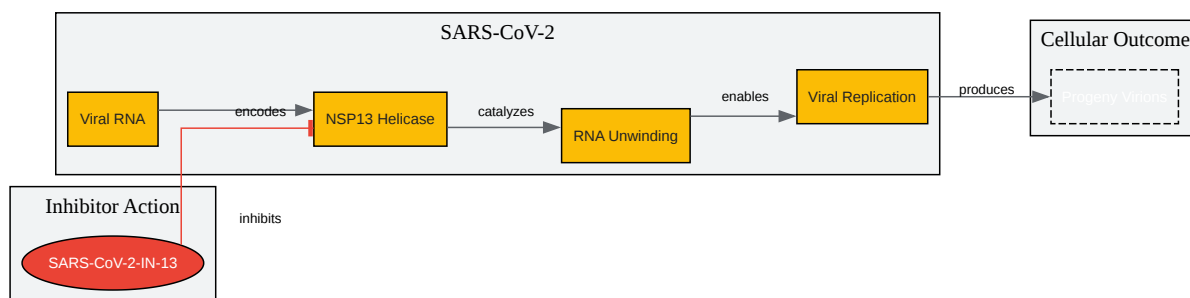 SARS-CoV-2
Cellular Outcome
Viral RNA
encodes
NSP13 Helicase
catalyzes
RNA Unwinding
enables
Viral Replication
produces
Progeny Virions
Inhibitor Action
inhibits
SARS-CoV-2-IN-13